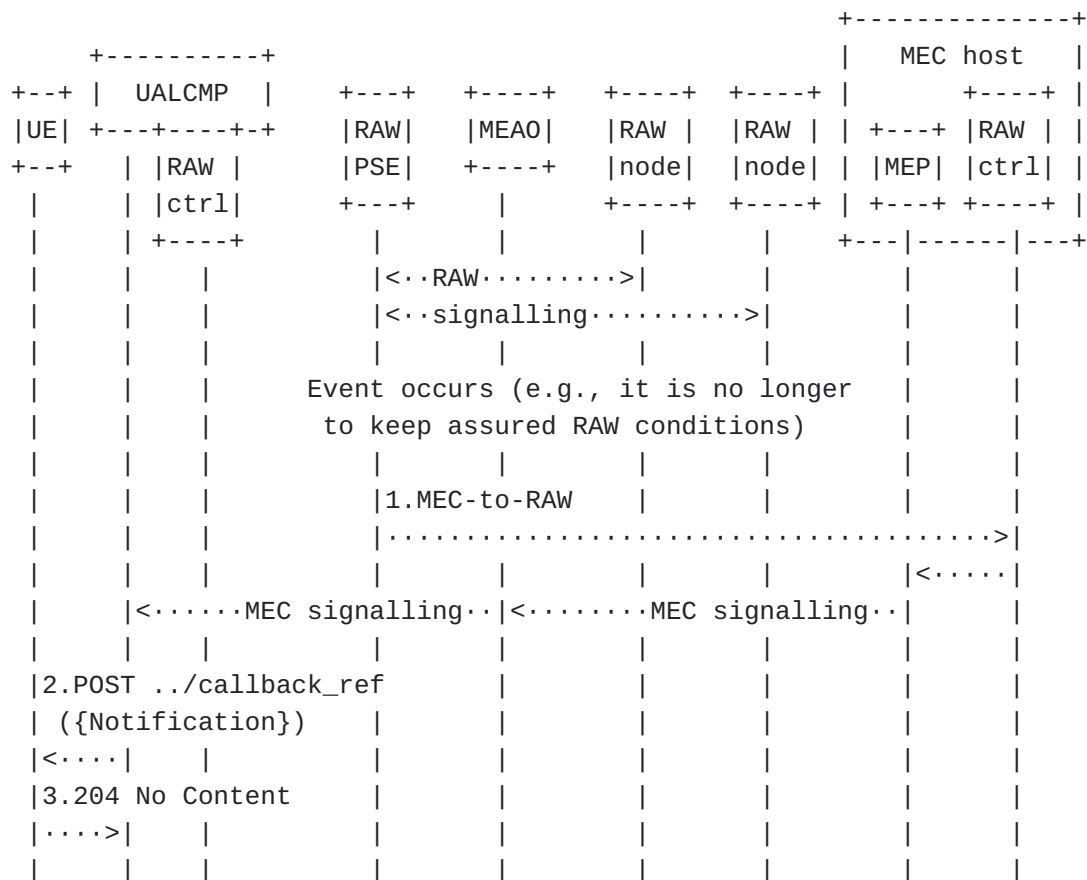 MEC host
UALCMP
UE RAW MEAO RAW RAW RAW
RAW PSE node node MEP ctrl
ctrl
RAW
signalling
Event occurs (e.g., it is no longer
to keep assured RAW conditions)
1.MEC-to-RAW
MEC signalling MEC signalling
2.POST ../callback_ref
({Notification})
3.204 No Content